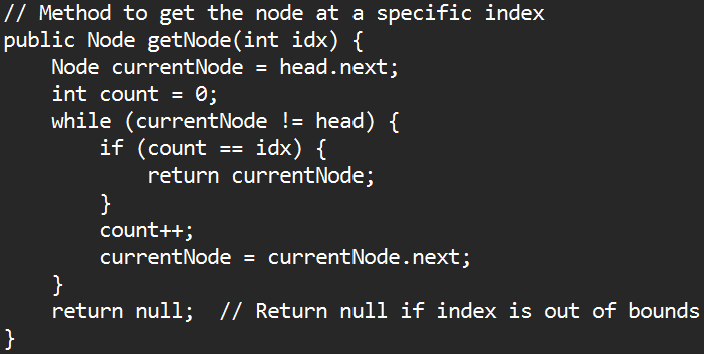 // Method to get the node at a specific index
public Node getNode(int idx) {
    Node currentNode = head.next;
    int count = 0;
    while (currentNode != head) {
        if (count == idx) {
            return currentNode;
        }
        count++;
        currentNode = currentNode.next;
    }
    return null;  // Return null if index is out of bounds
}